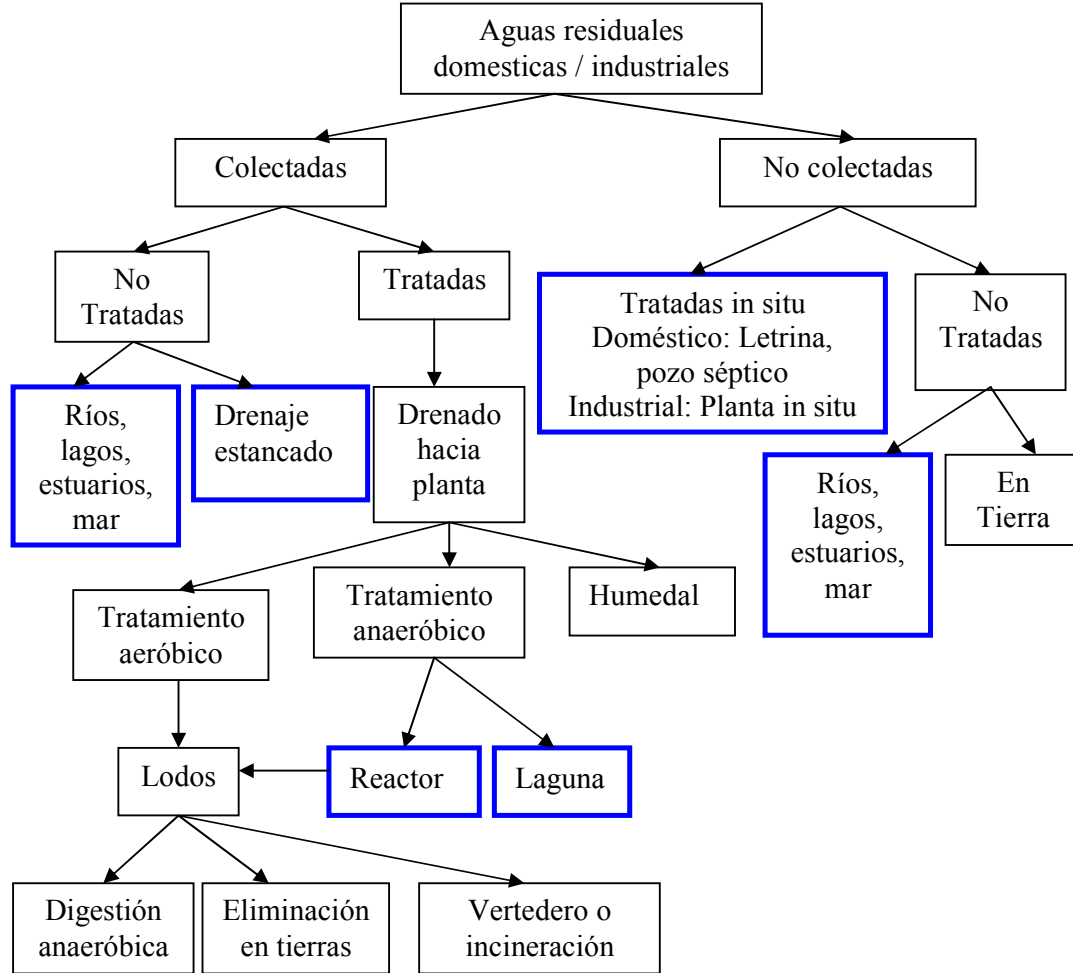 Aguas residuales
domesticas / industriales
Colectadas
No colectadas
No
Tratadas
Tratadas
Tratadas in situ
Doméstico: Letrina,
pozo séptico
Industrial: Planta in situ
No
Tratadas
Ríos,
lagos,
estuarios,
mar
Drenaje
estancado
Drenado
hacia
planta
Ríos,
lagos,
estuarios,
mar
En
Tierra
Tratamiento
aeróbico
Tratamiento
anaeróbico
Humedal
Lodos
Reactor
Laguna
Digestión
anaeróbica
Eliminación
en tierras
Vertedero o
incineración